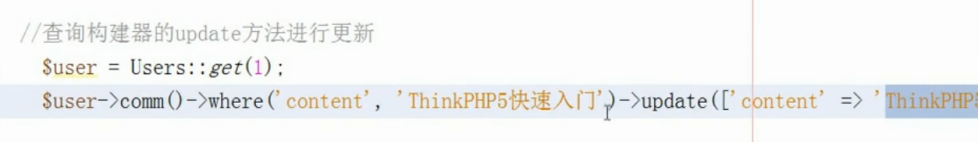 //查询构建器的update方法进行更新
$user = Users::get(1);
$user->comm()->where('content', 'ThinkPHP5快速入门')->update(['content' => 'ThinkPHP5